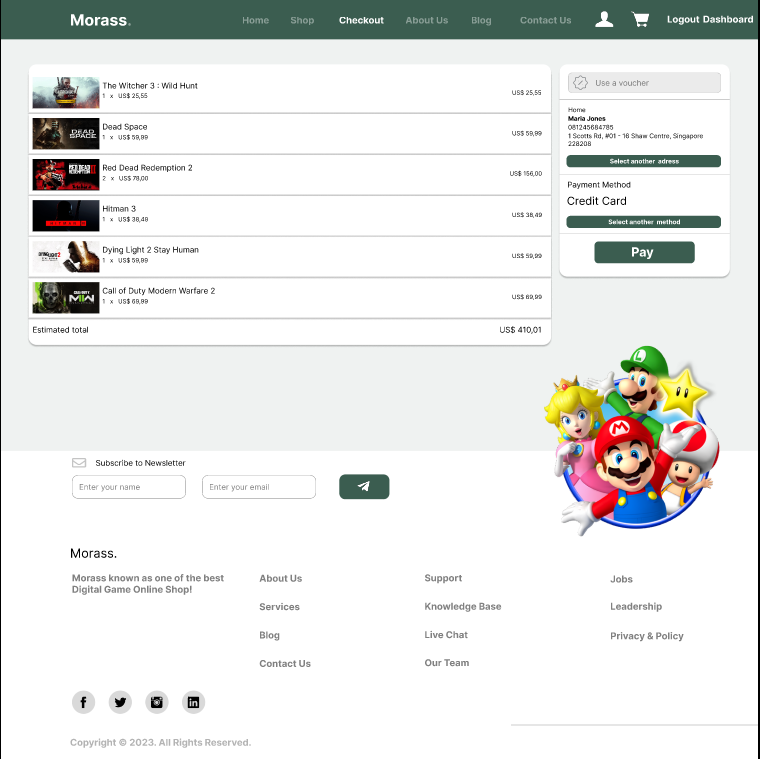 Morass.
Home Shop Checkout About Us Blog Contact Us Logout Dashboard
The Witcher 3 : Wild Hunt
1 x US$ 25,55
US$ 25,55
Dead Space
1 x US$ 59,99
US$ 59,99
DEAD SPACE
Red Dead Redemption 2
2 x US$ 78,00
US$ 156,00
Hitman 3
1 x US$ 38,49
US$ 38,49
Dying Light 2 Stay Human
1 x US$ 59,99
US$ 59,99
Call of Duty Modern Warfare 2
1 x US$ 69,99
US$ 69,99
Estimated total
US$ 410,01
Use a voucher
Home
Maria Jones
081245684785
1 Scotts Rd, #01 - 16 Shaw Centre, Singapore
228208
Select another adress
Payment Method
Credit Card
Select another method
Pay
Subscribe to Newsletter
Enter your name
Enter your email
Morass.
Morass known as one of the best
Digital Game Online Shop!
About Us
Services
Blog
Contact Us
Support
Knowledge Base
Live Chat
Our Team
Jobs
Leadership
Privacy & Policy
Copyright © 2023. All Rights Reserved.